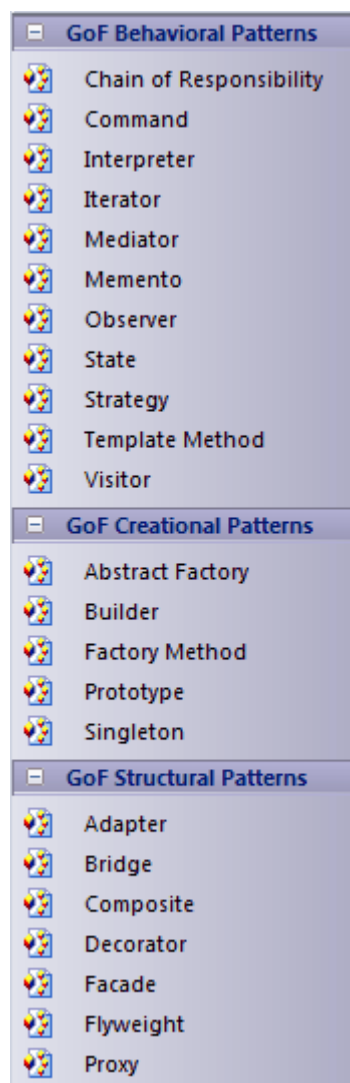 GoF Behavioral Patterns
Chain of Responsibility
Command
Interpreter
Iterator
Mediator
Memento
Observer
State
Strategy
Template Method
Visitor
GoF Creational Patterns
Abstract Factory
Builder
Factory Method
Prototype
Singleton
GoF Structural Patterns
Adapter
Bridge
Composite
Decorator
Facade
Flyweight
Proxy